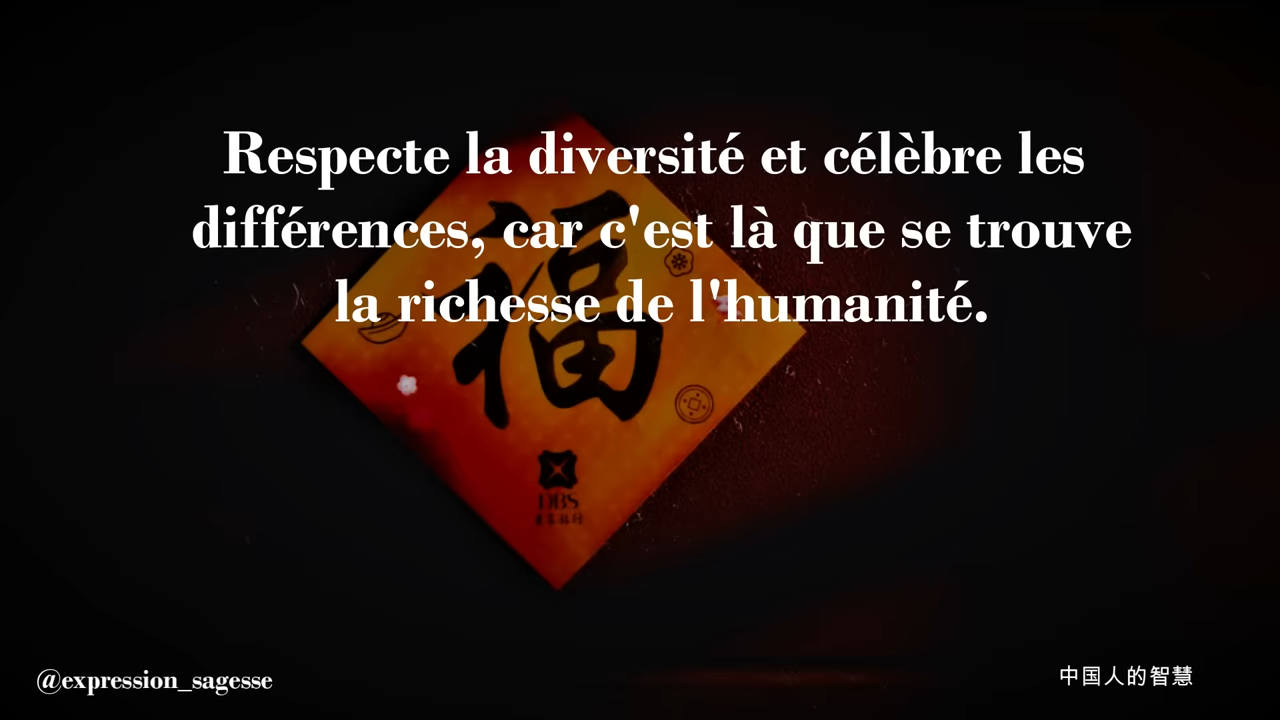 Respecte la diversité et célèbre les
différences, car c'est là que se trouve
la richesse de l'humanité.
福
DBS
@expression_sagesse
中国人的智慧